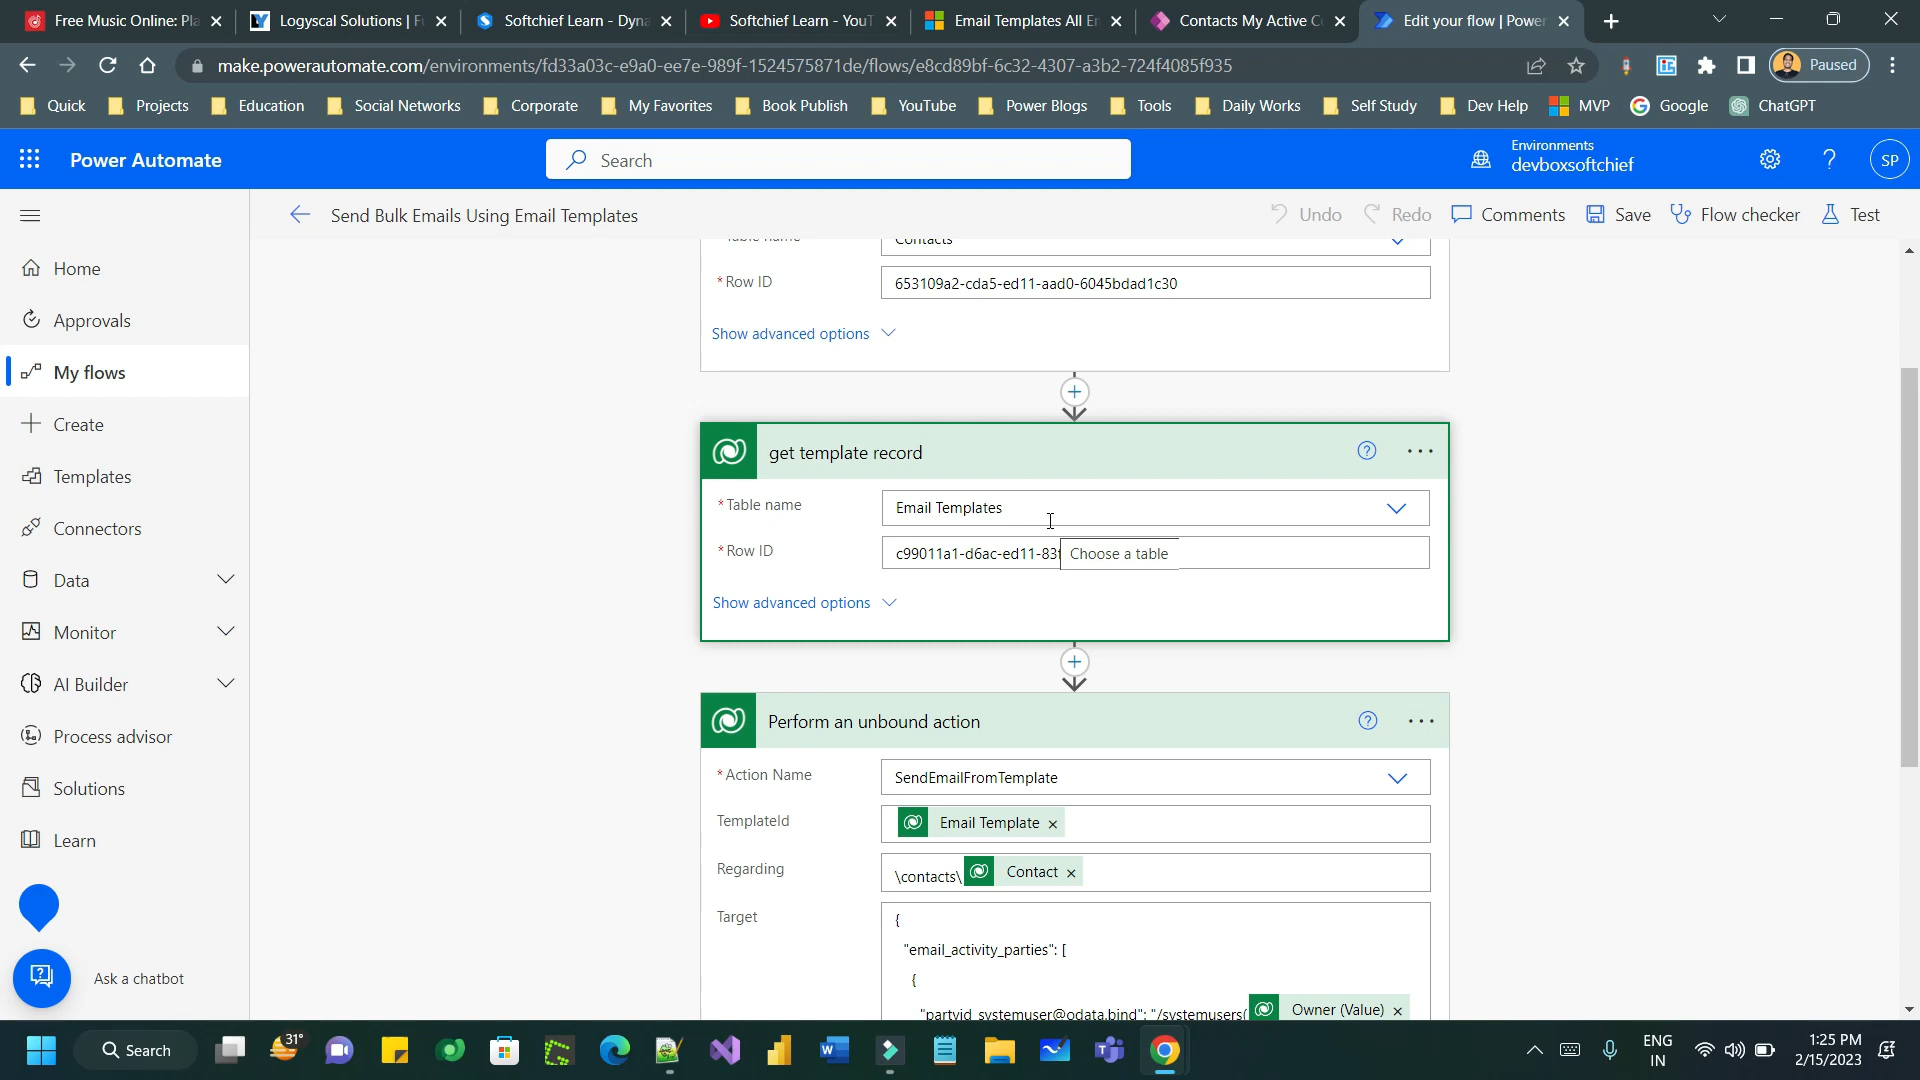 Free Music Online: Pla
Logyscal Solutions | Fu
Softchief Learn - Dyna
Softchief Learn - YouT
Email Templates All Em
Contacts My Active Co
Edit your flow | Power
make.powerautomate.com/environments/fd33a03c-e9a0-ee7e-989f-1524575871de/flows/e8cd89bf-6c32-4307-a3b2-724f4085f935
Paused
Quick
Projects
Education
Social Networks
Corporate
My Favorites
Book Publish
YouTube
Power Blogs
Tools
Daily Works
Self Study
Dev Help
MVP
Google
ChatGPT
Power Automate
Search
Environments
devboxsoftchief
SP
Send Bulk Emails Using Email Templates
Undo
Redo
Comments
Save
Flow checker
Test
Home
Approvals
My flows
Create
Templates
Connectors
Data
Monitor
AI Builder
Process advisor
Solutions
Learn
Ask a chatbot
Table name
Contacts
* Row ID
653109a2-cda5-ed11-aad0-6045bdad1c30
Show advanced options
get template record
* Table name
Email Templates
* Row ID
c99011a1-d6ac-ed11-83f
Choose a table
Show advanced options
Perform an unbound action
* Action Name
SendEmailFromTemplate
TemplateId
Email Template ×
Regarding
\contacts\ Contact ×
Target
{
"email_activity_parties": [
{
"partyid_systemuser@odata.bind": "/systemusers( Owner (Value) ×
31°
Search
ENG
IN
1:25 PM
2/15/2023